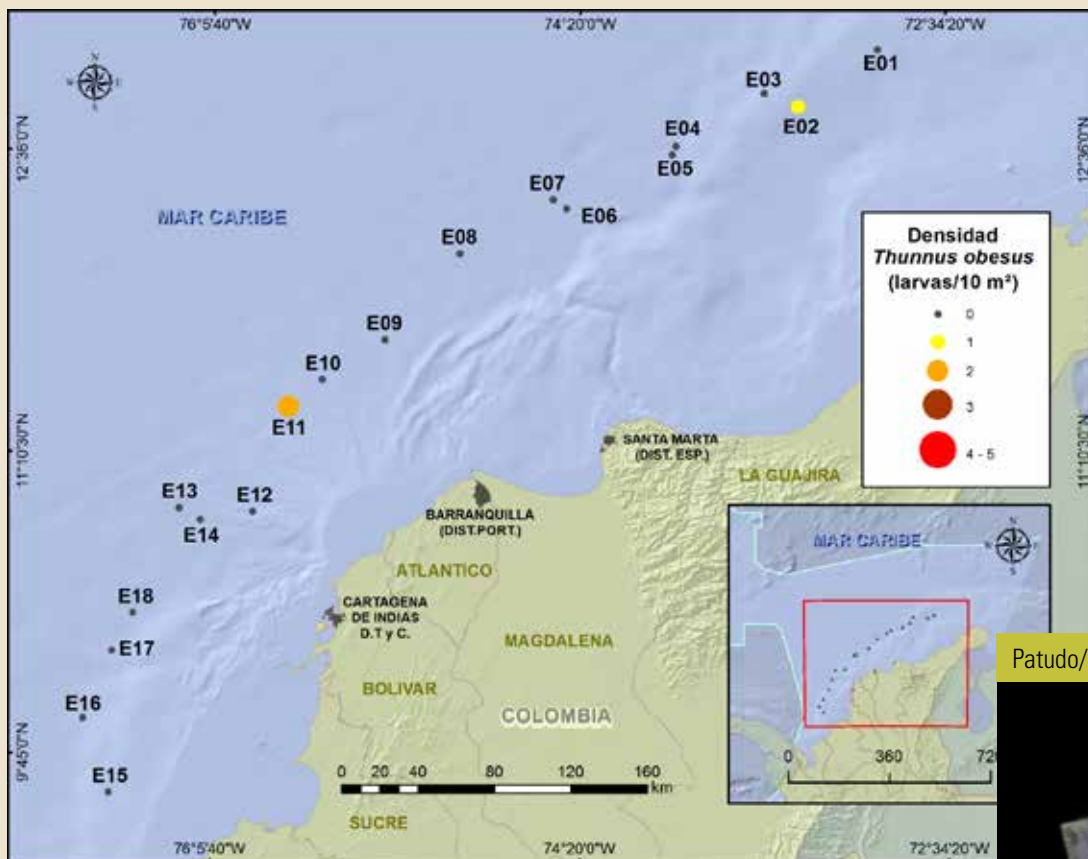 76°5'40"W
74°20'0"W
72°34'20"W
N
E01
E03
E02
E04
E05
12°36'0"N
12°36'0"N
E07
E06
MAR CARIBE
E08
Densidad
Thunnus obesus
(larvas/10 m²)
0
1
2
3
4 - 5
E09
E10
E11
11°10'30"N
11°10'30"N
SANTA MARTA
(DIST. ESP.)
LA GUAJIRA
E13
E12
E14
BARRANQUILLA
(DIST.PORT.)
MAR CARIBE
N
S
ATLANTICO
E18
CARTAGENA
DE INDIAS
D.T y C.
MAGDALENA
E17
Patudo/
BOLIVAR
E16
COLOMBIA
9°45'0"N
0
360
720
E15
0 20 40 80 120 160
km
SUCRE
76°5'40"W
74°20'0"W
72°34'20"W